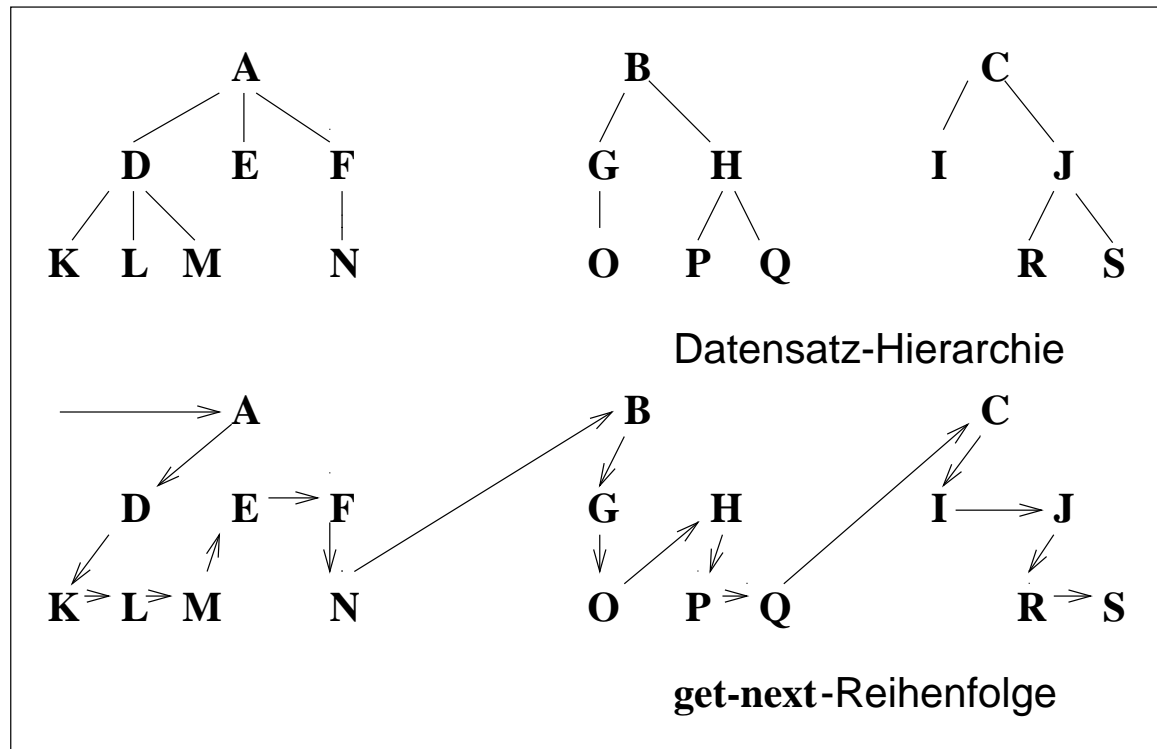 A B C
D E F G H I J
K L M N O P Q R S
Datensatz-Hierarchie
A B C
D E F G H I J
K L M N O P Q R S
get-next-Reihenfolge